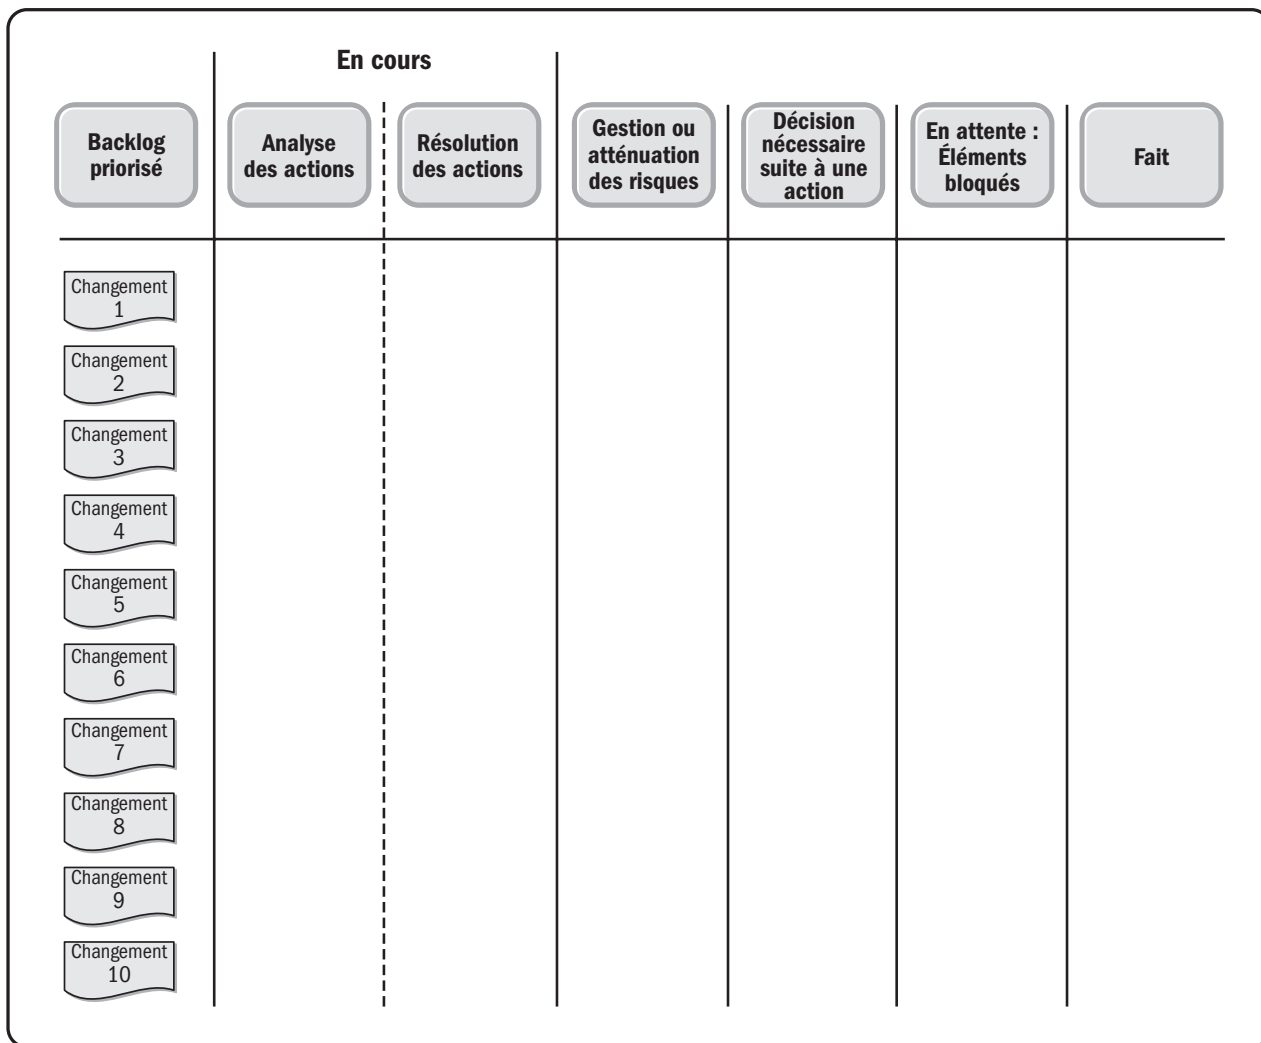 En cours
Backlog
priorisé
Analyse
des actions
Résolution
des actions
Gestion ou
atténuation
des risques
Décision
nécessaire
suite à une
action
En attente :
Éléments
bloqués
Fait
Changement
1
Changement
2
Changement
3
Changement
4
Changement
5
Changement
6
Changement
7
Changement
8
Changement
9
Changement
10